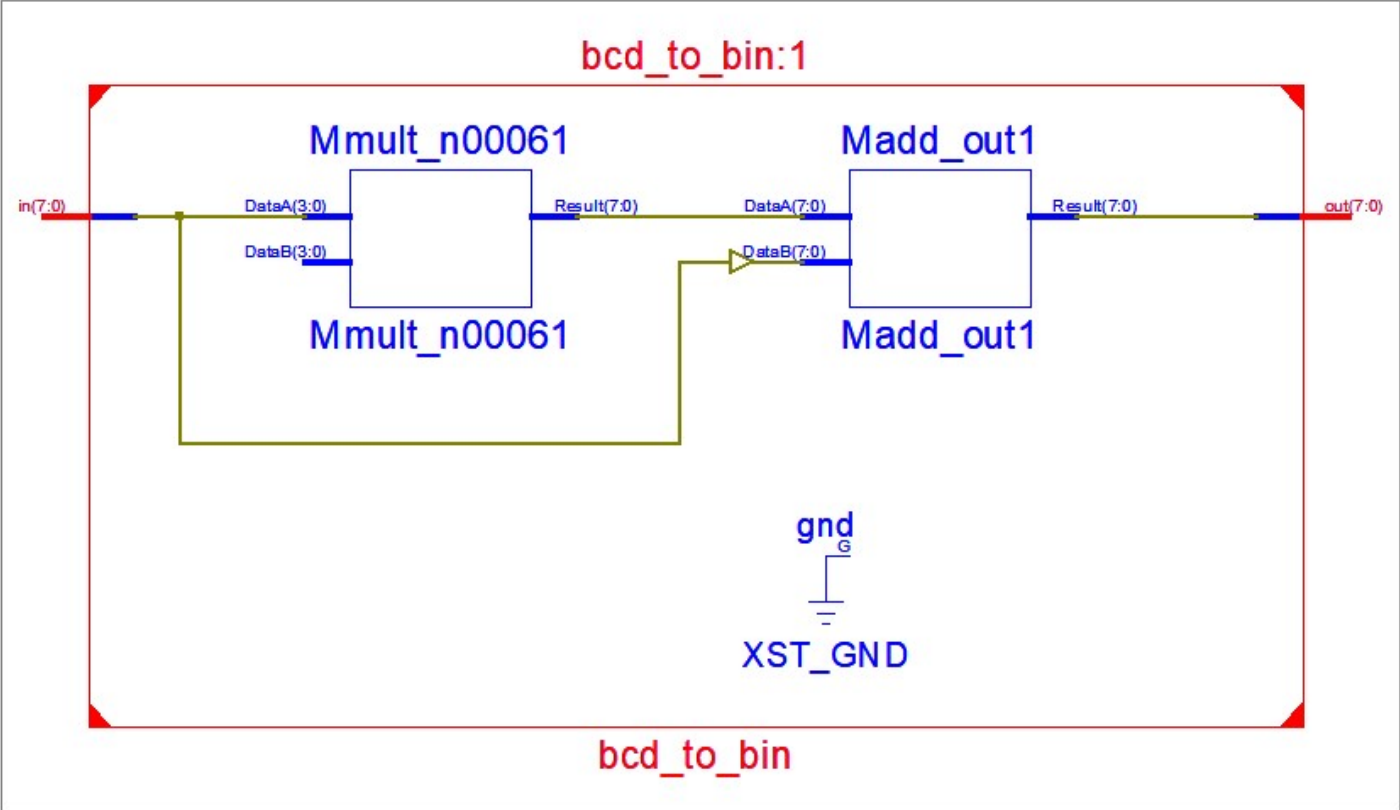 bcd_to_bin:1
Mmult_n00061
Madd_out1
in(7:0)
DataA(3:0)
Result(7:0)
DataA(7:0)
Result(7:0)
out(7:0)
DataB(3:0)
DataB(7:0)
Mmult_n00061
Madd_out1
gnd
G
XST_GND
bcd_to_bin